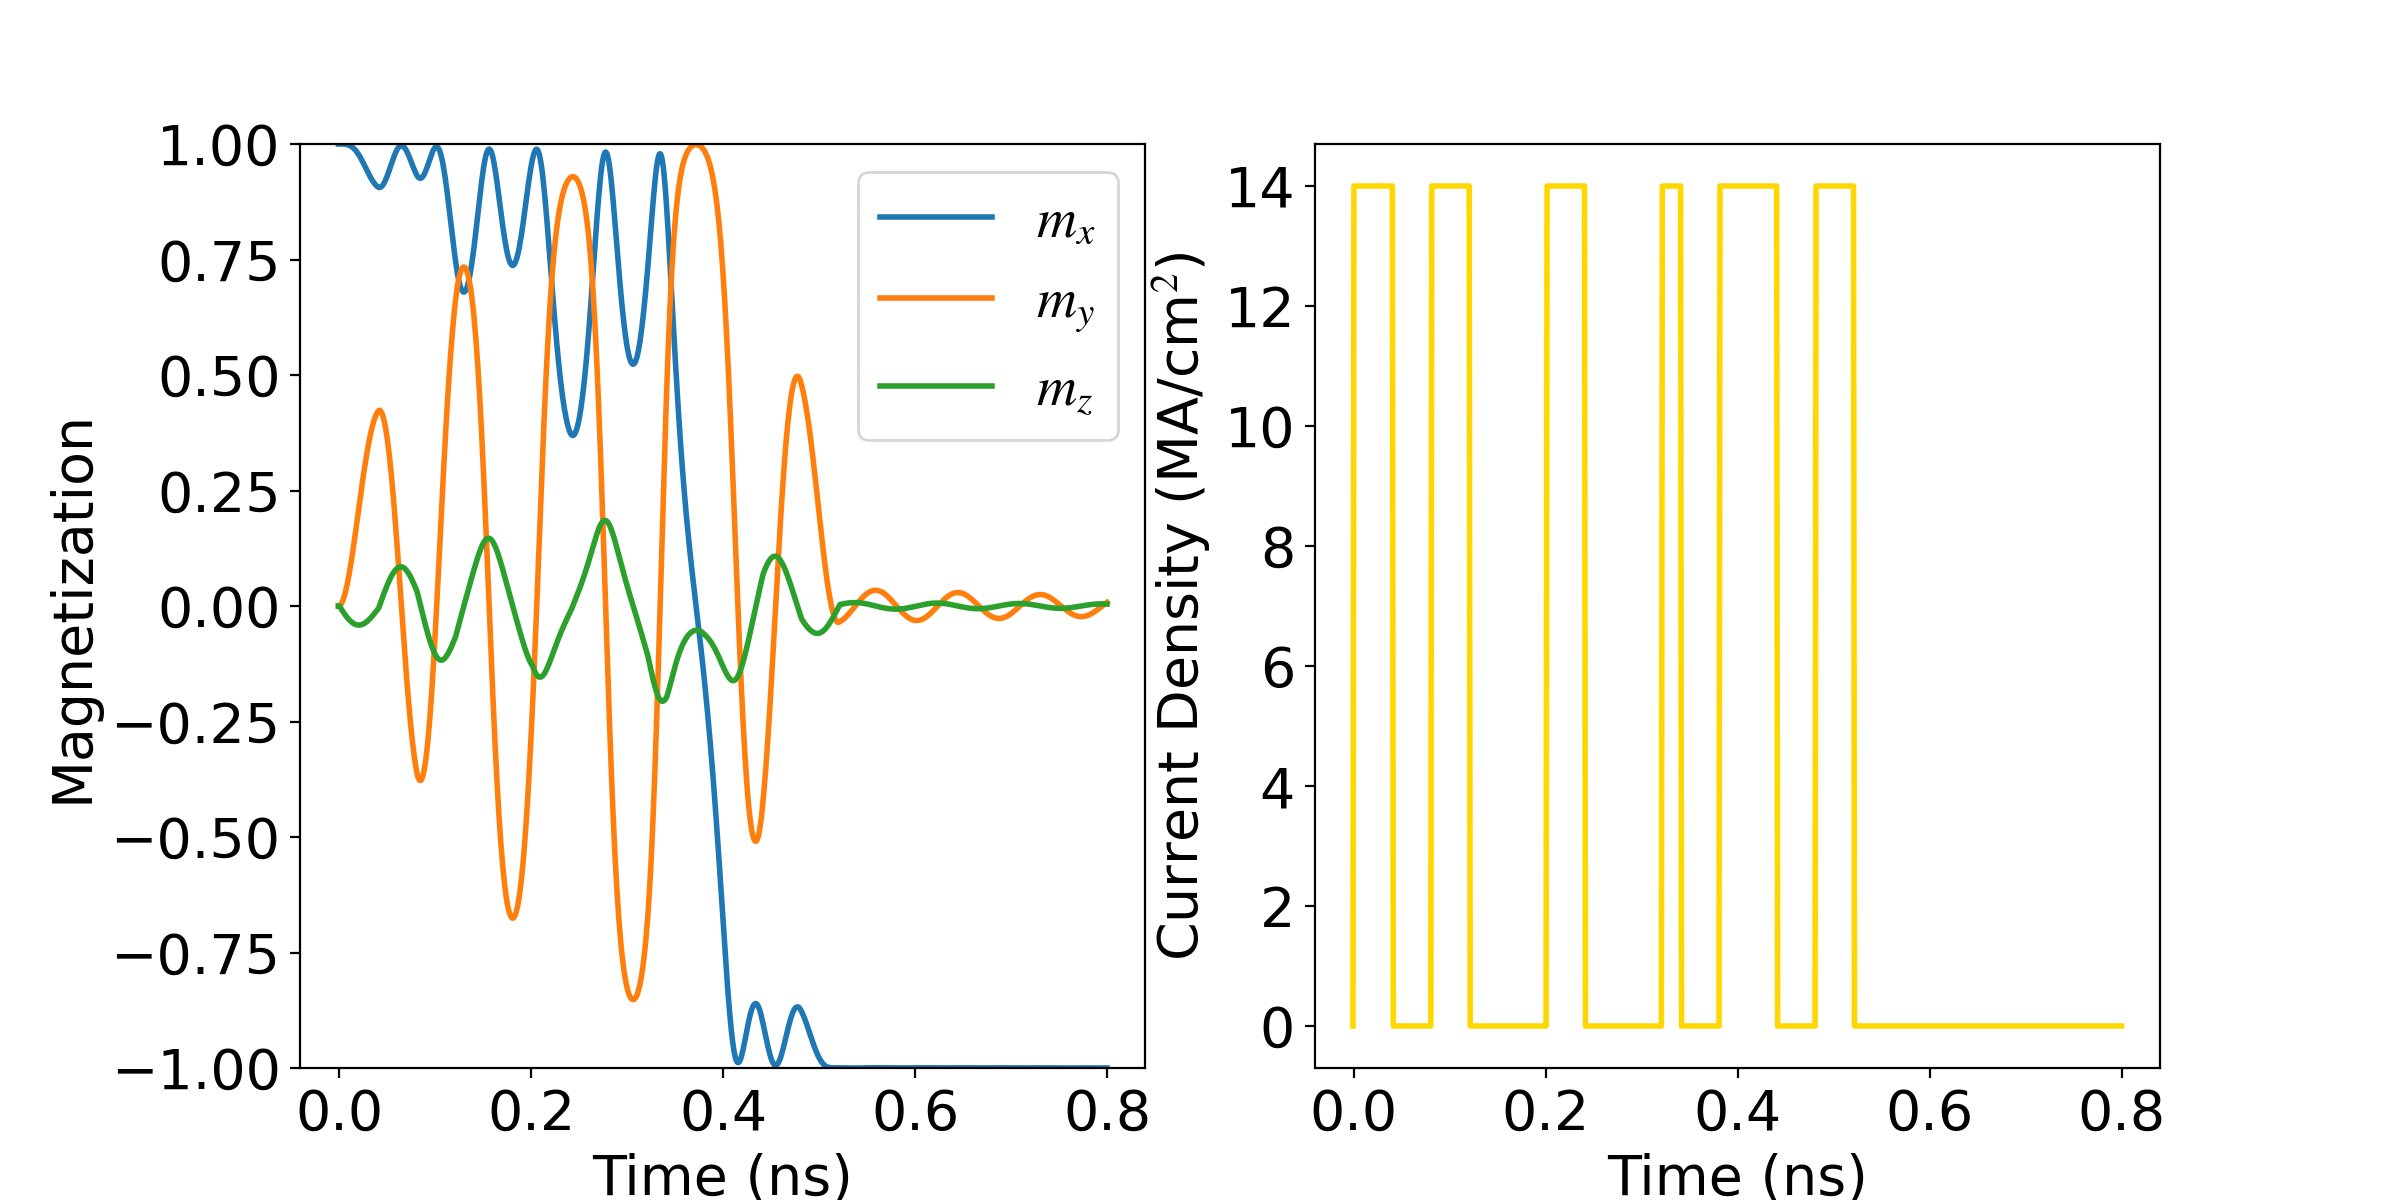 Magnetization
1.00
0.75
0.50
0.25
0.00
−0.25
−0.50
−0.75
−1.00
0.0 0.2 0.4 0.6 0.8
Time (ns)
m_x
m_y
m_z
Current Density (MA/cm²)
14
12
10
8
6
4
2
0
0.0 0.2 0.4 0.6 0.8
Time (ns)